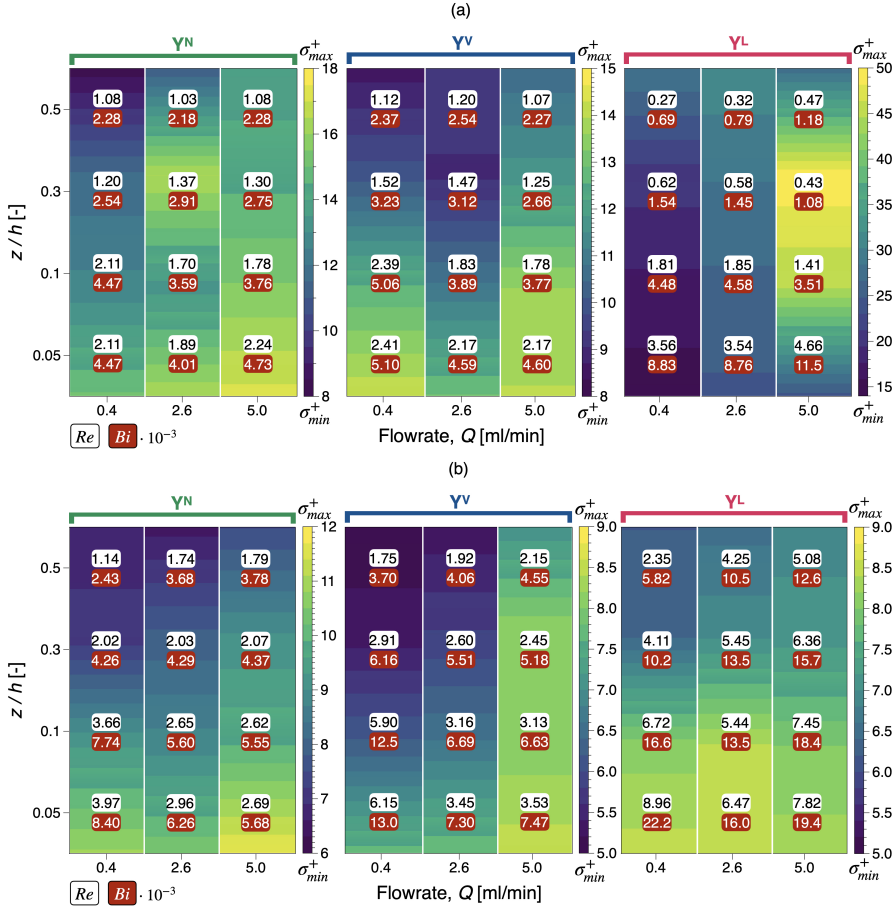 (a)
Yᴺ Yⱽ Yᴸ
σ⁺max σ⁺max σ⁺max
18 15 50
0.5 1.08 1.03 1.08 1.12 1.20 1.07 0.27 0.32 0.47
2.28 2.18 2.28 2.37 2.54 2.27 0.69 0.79 1.18
16 14 45
13 40
0.3 1.20 1.37 1.30 1.52 1.47 1.25 0.62 0.58 0.43
2.54 2.91 2.75 3.23 3.12 2.66 1.54 1.45 1.08
14 12 35
z / h [-]
12 11 30
0.1 2.11 1.70 1.78 2.39 1.83 1.78 1.81 1.85 1.41
4.47 3.59 3.76 5.06 3.89 3.77 4.48 4.58 3.51
10 10 25
9 20
0.05 2.11 1.89 2.24 2.41 2.17 2.17 3.56 3.54 4.66
4.47 4.01 4.73 5.10 4.59 4.60 8.83 8.76 11.5
8 8 15
0.4 2.6 5.0 0.4 2.6 5.0 0.4 2.6 5.0
σ⁺min σ⁺min σ⁺min
Re Bi · 10⁻³ Flowrate, Q [ml/min]
(b)
Yᴺ Yⱽ Yᴸ
σ⁺max σ⁺max σ⁺max
12 9.0 9.0
0.5 1.14 1.74 1.79 1.75 1.92 2.15 2.35 4.25 5.08
2.43 3.68 3.78 3.70 4.06 4.55 5.82 10.5 12.6
11 8.5 8.5
10 8.0 8.0
0.3 2.02 2.03 2.07 2.91 2.60 2.45 4.11 5.45 6.36
4.26 4.29 4.37 6.16 5.51 5.18 10.2 13.5 15.7
7.5 7.5
z / h [-]
9 7.0 7.0
0.1 3.66 2.65 2.62 5.90 3.16 3.13 6.72 5.44 7.45
7.74 5.60 5.55 12.5 6.69 6.63 16.6 13.5 18.4
8 6.5 6.5
6.0 6.0
0.05 3.97 2.96 2.69 6.15 3.45 3.53 8.96 6.47 7.82
8.40 6.26 5.68 13.0 7.30 7.47 22.2 16.0 19.4
7 5.5 5.5
6 5.0 5.0
0.4 2.6 5.0 0.4 2.6 5.0 0.4 2.6 5.0
σ⁺min σ⁺min σ⁺min
Re Bi · 10⁻³ Flowrate, Q [ml/min]